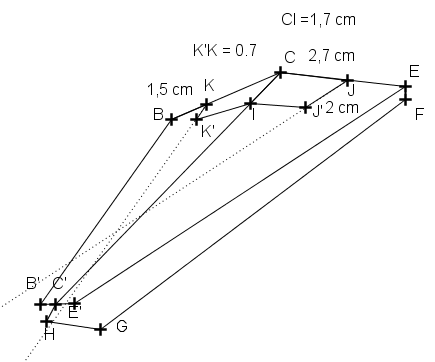 CI=1,7 cm
K'K = 0.7
C
2,7 cm
E
1,5 cm
K
J
B
K'
I
J'
2 cm
F
B'
C'
E'
H
G